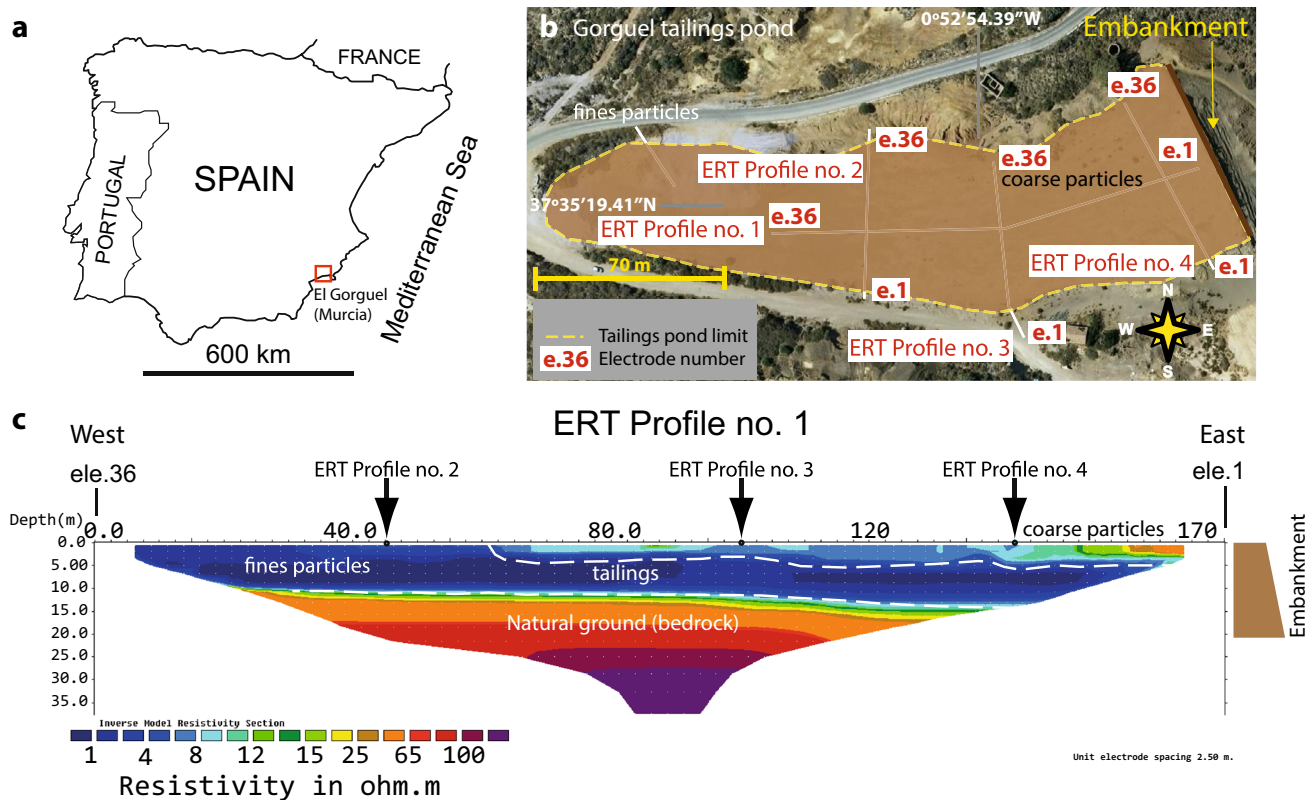 a
FRANCE
PORTUGAL
SPAIN
Mediterranean Sea
El Gorguel
(Murcia)
600 km
b
Gorguel tailings pond
0º52’54.39’’W
Embankment
fines particles
e.36
e.36
e.36
e.1
ERT Profile no. 2
coarse particles
37º35’19.41’’N
e.36
ERT Profile no. 1
ERT Profile no. 4
70 m
e.1
e.1
e.1
ERT Profile no. 3
Tailings pond limit
e.36 Electrode number
N
W E
S
c
ERT Profile no. 1
West
East
ele.36
ERT Profile no. 2
ERT Profile no. 3
ERT Profile no. 4
ele.1
Depth(m)
0.0 40.0 80.0 120 coarse particles 170
0.0
5.00
10.0
15.0
20.0
25.0
30.0
35.0
fines particles
tailings
Natural ground (bedrock)
Embankment
Inverse Model Resistivity Section
1 4 8 12 15 25 65 100
Resistivity in ohm.m
Unit electrode spacing 2.50 m.